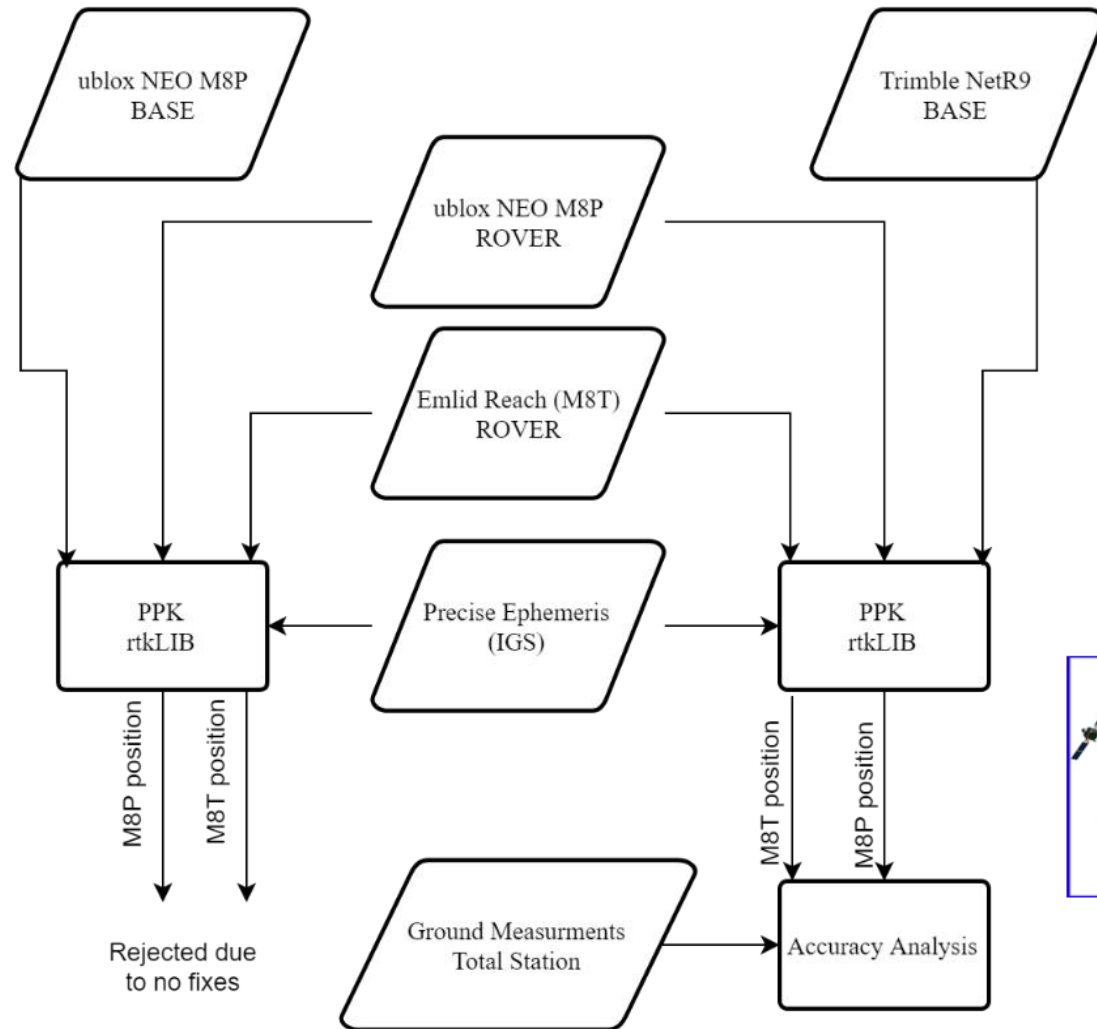 ublox NEO M8P
BASE
Trimble NetR9
BASE
ublox NEO M8P
ROVER
Emlid Reach (M8T)
ROVER
PPK
rtkLIB
Precise Ephemeris
(IGS)
PPK
rtkLIB
M8P position
M8T position
M8T position
M8P position
Rejected due
to no fixes
Ground Measurments
Total Station
Accuracy Analysis